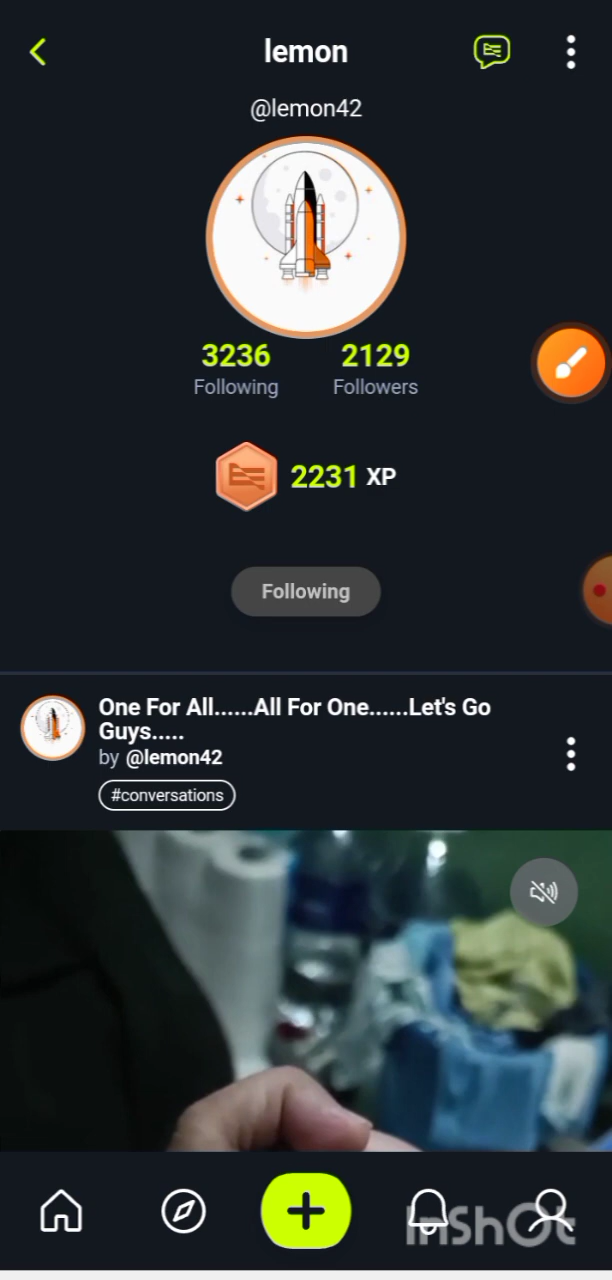 lemon
@lemon42
3236
2129
Following
Followers
2231 XP
Following
One For All......All For One......Let's Go
Guys.....
by @lemon42
#conversations
InShOt